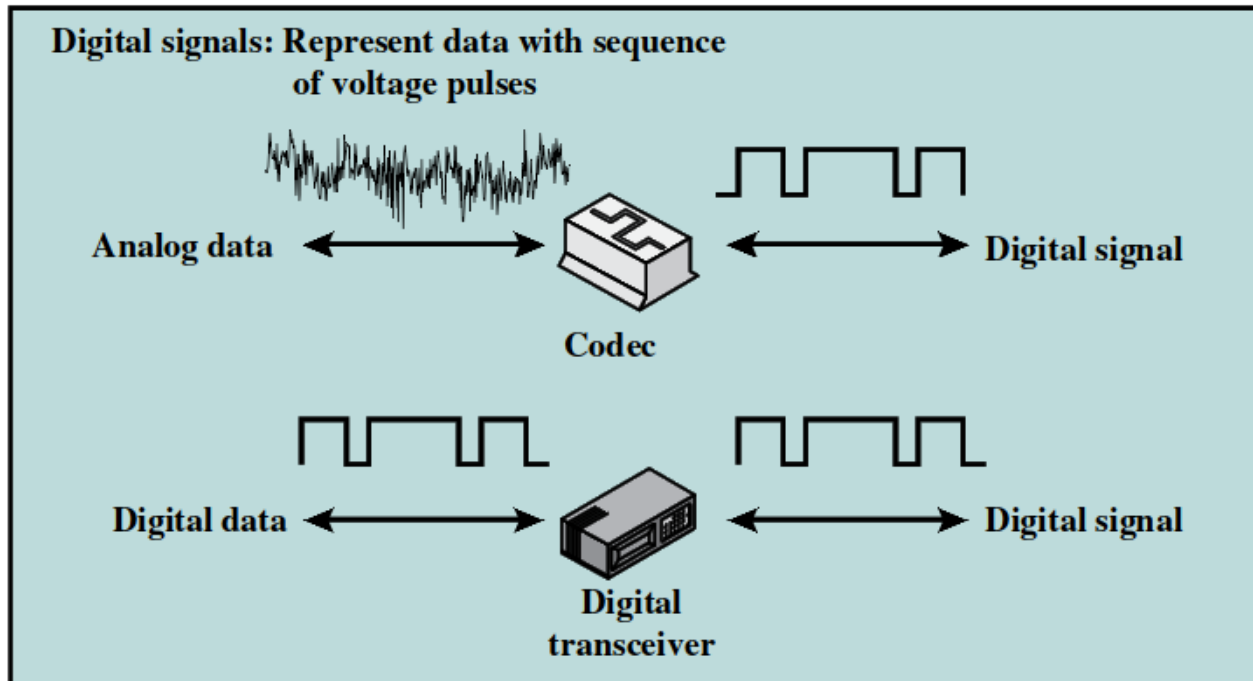 Digital signals: Represent data with sequence
of voltage pulses
Analog data
Digital signal
Codec
Digital data
Digital signal
Digital
transceiver